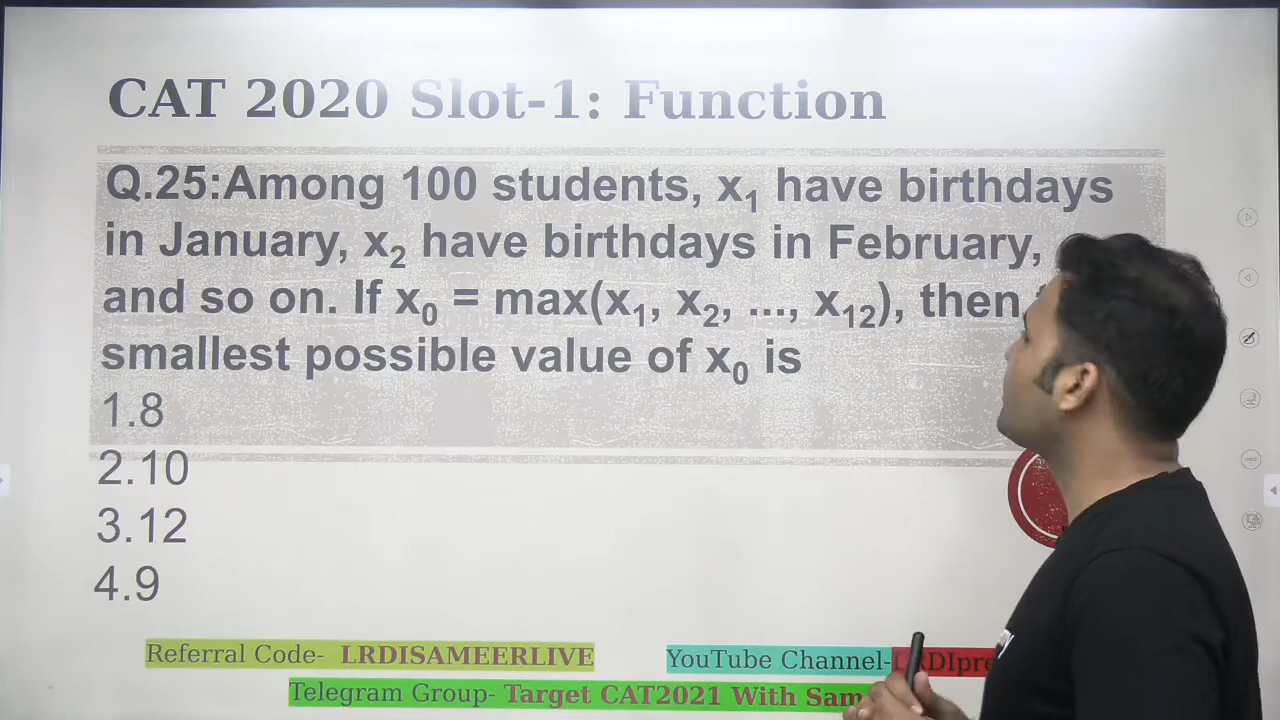 CAT 2020 Slot-1: Function
Q.25:Among 100 students, x₁ have birthdays
in January, x₂ have birthdays in February,
and so on. If x₀ = max(x₁, x₂, ..., x₁₂), then
smallest possible value of x₀ is
1.8
2.10
3.12
4.9
Referral Code- LRDISAMEERLIVE
YouTube Channel-
Telegram Group- Target CAT2021 With